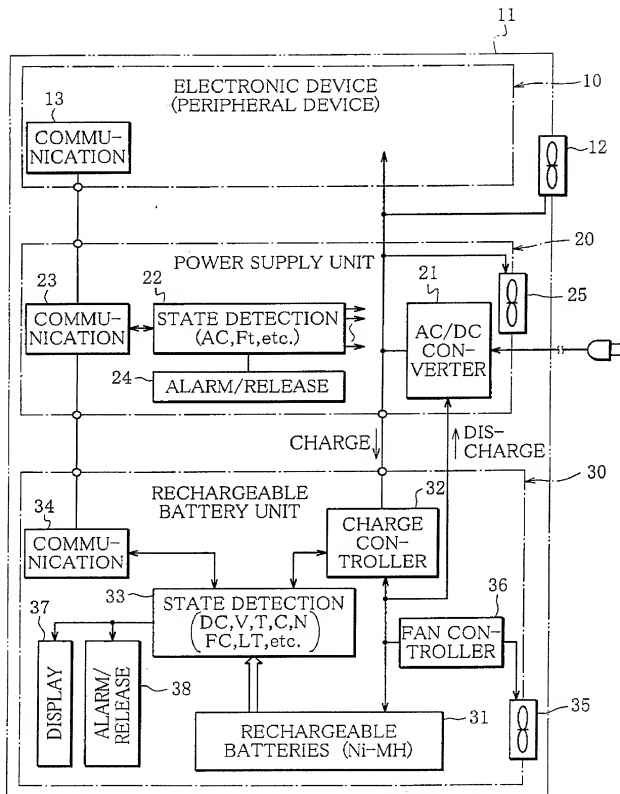 11
ELECTRONIC DEVICE
(PERIPHERAL DEVICE)
10
13
COMMU-
NICATION
12
20
POWER SUPPLY UNIT
23
COMMU-
NICATION
22
STATE DETECTION
(AC,Ft,etc.)
24
ALARM/RELEASE
21
AC/DC
CON-
VERTER
25
CHARGE
DIS-
CHARGE
30
RECHARGEABLE
BATTERY UNIT
34
COMMU-
NICATION
32
CHARGE
CON-
TROLLER
33
STATE DETECTION
(DC,V,T,C,N
FC,LT,etc.)
36
FAN CON-
TROLLER
37
DISPLAY
ALARM/
RELEASE
38
35
31
RECHARGEABLE
BATTERIES (Ni-MH)